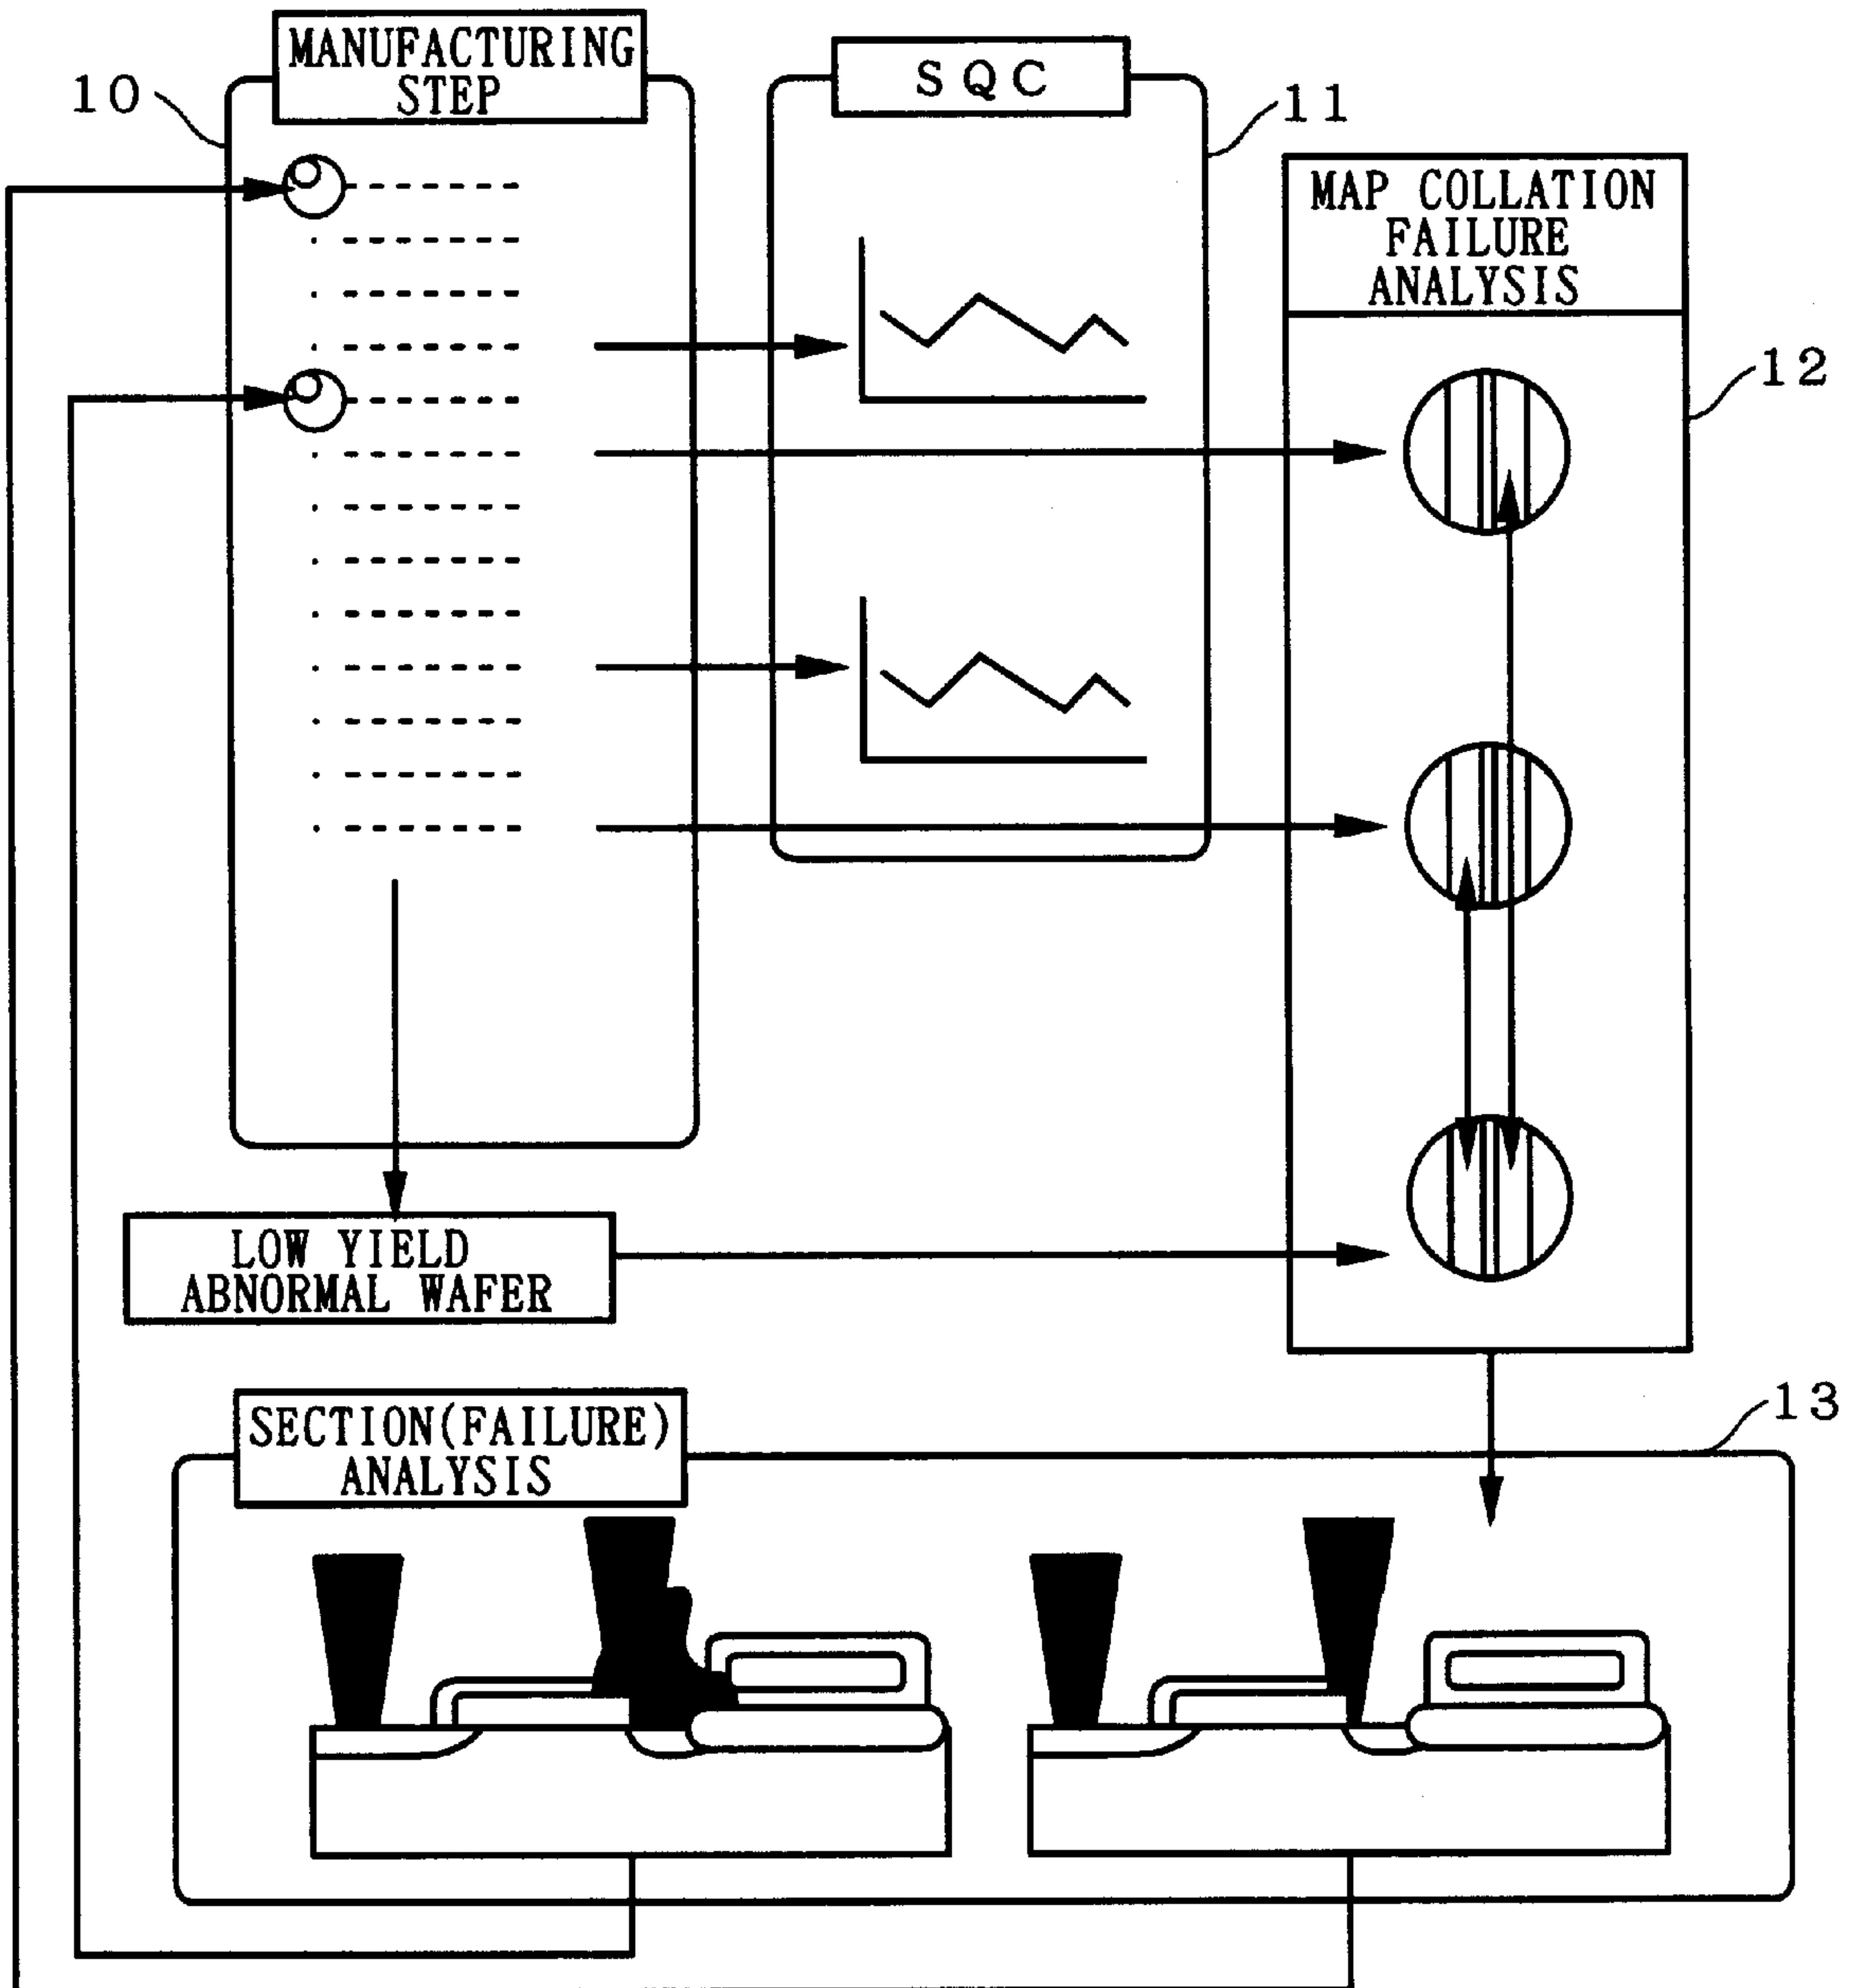 MANUFACTURING
STEP
SQC
10
11
MAP COLLATION
FAILURE
ANALYSIS
12
LOW YIELD
ABNORMAL WAFER
SECTION(FAILURE)
ANALYSIS
13